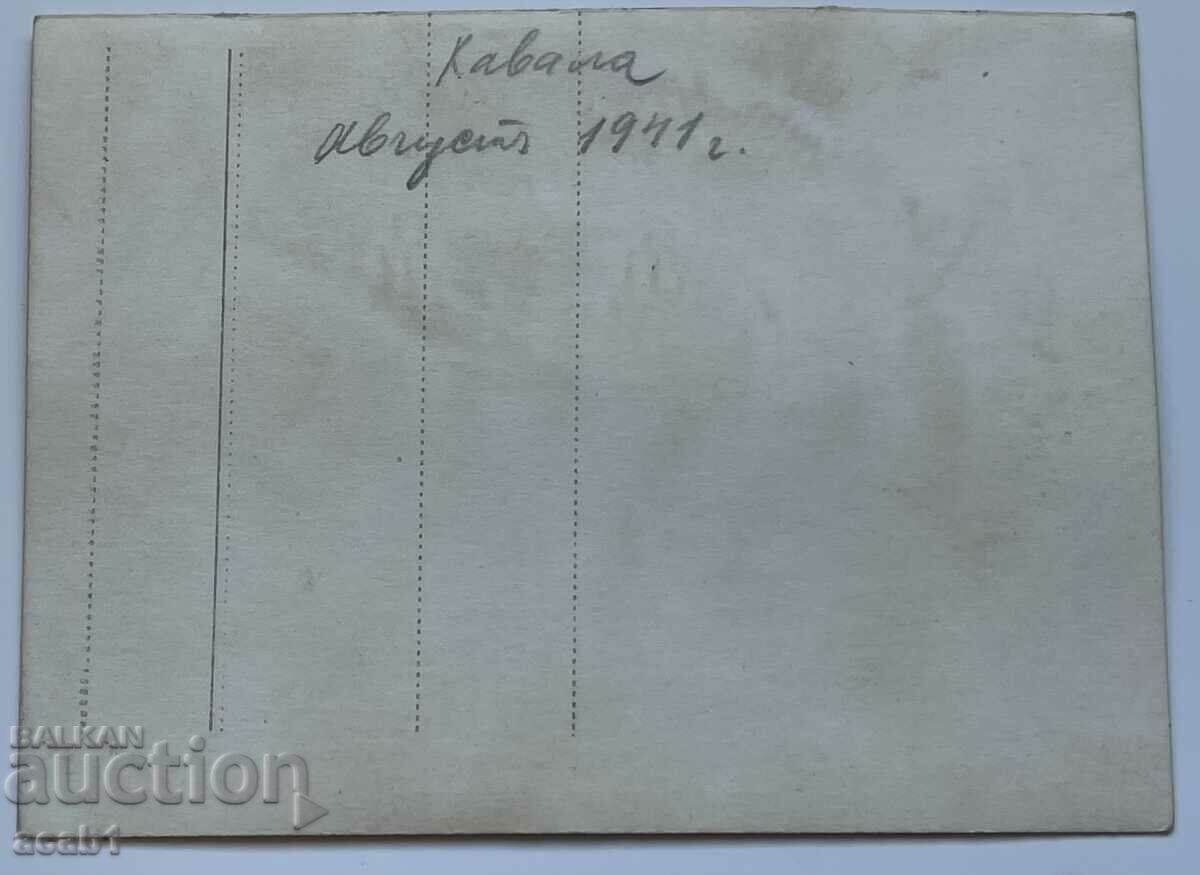 Кавала
Августъ 1941 г.
BALKAN
auction
acab1